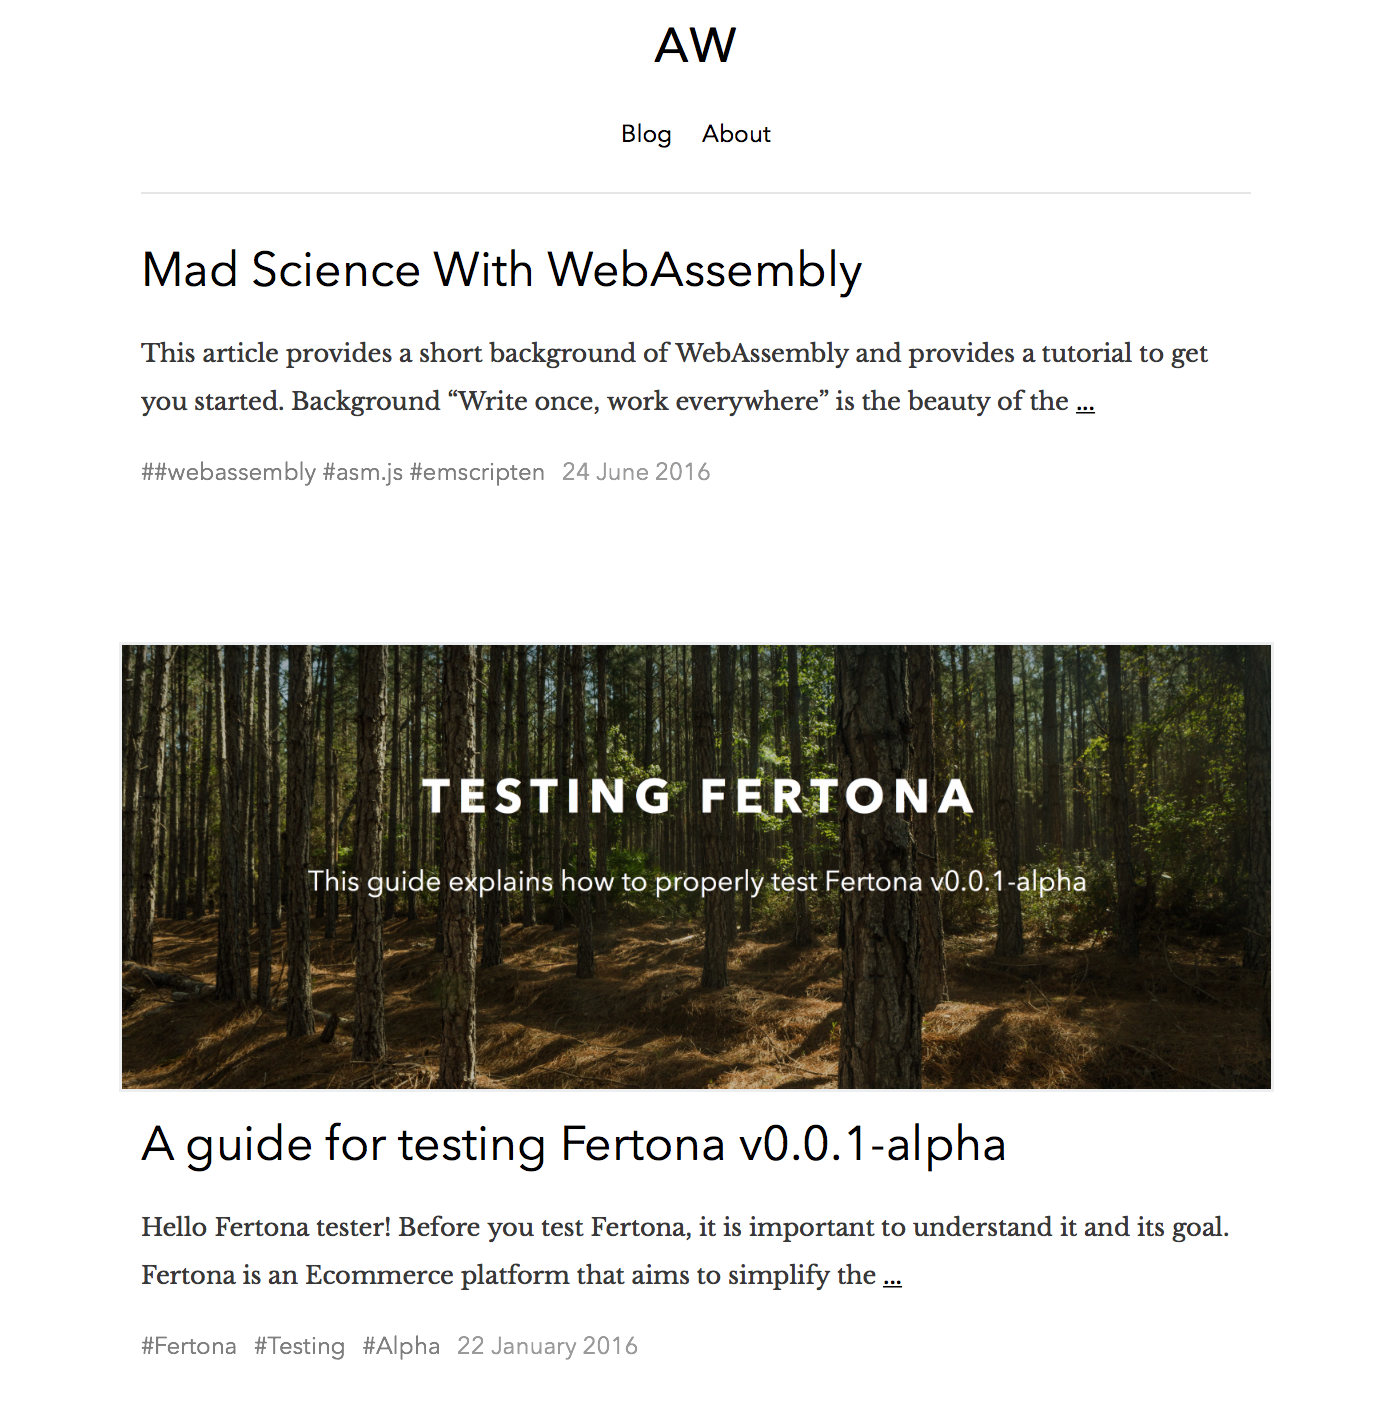 AW
Blog About
Mad Science With WebAssembly
This article provides a short background of WebAssembly and provides a tutorial to get
you started. Background “Write once, work everywhere” is the beauty of the ...
##webassembly #asm.js #emscripten 24 June 2016
TESTING FERTONA
This guide explains how to properly test Fertona v0.0.1-alpha
A guide for testing Fertona v0.0.1-alpha
Hello Fertona tester! Before you test Fertona, it is important to understand it and its goal.
Fertona is an Ecommerce platform that aims to simplify the ...
#Fertona #Testing #Alpha 22 January 2016